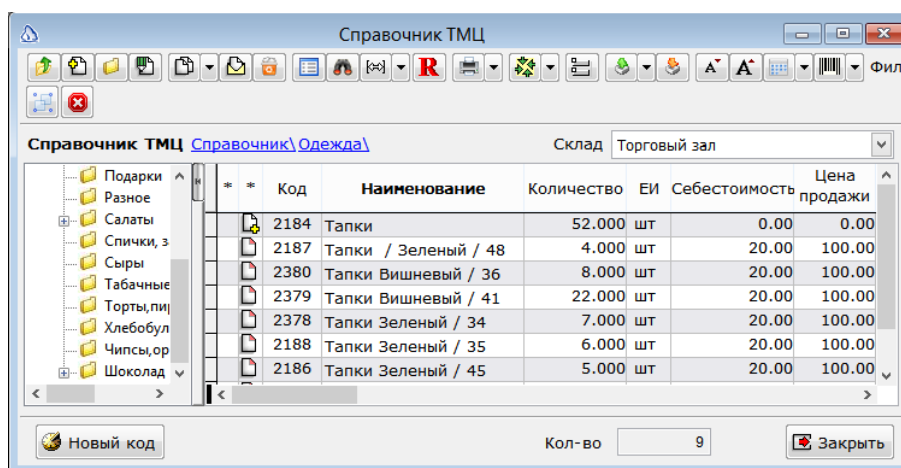 Справочник ТМЦ
R A A Фил
Справочник ТМЦ Справочник\ Одежда\ Склад Торговый зал
Подарки
Разное
Салаты
Спички, з
Сыры
Табачные
Торты,пи
Хлебобул
Чипсы,ор
Шоколад
* * Код Наименование Количество ЕИ Себестоимость Цена продажи
2184 Тапки 52.000 шт 0.00 0.00
2187 Тапки / Зеленый / 48 4.000 шт 20.00 100.00
2380 Тапки Вишневый / 36 8.000 шт 20.00 100.00
2379 Тапки Вишневый / 41 22.000 шт 20.00 100.00
2378 Тапки Зеленый / 34 7.000 шт 20.00 100.00
2188 Тапки Зеленый / 35 6.000 шт 20.00 100.00
2186 Тапки Зеленый / 45 5.000 шт 20.00 100.00
Новый код Кол-во 9 Закрыть